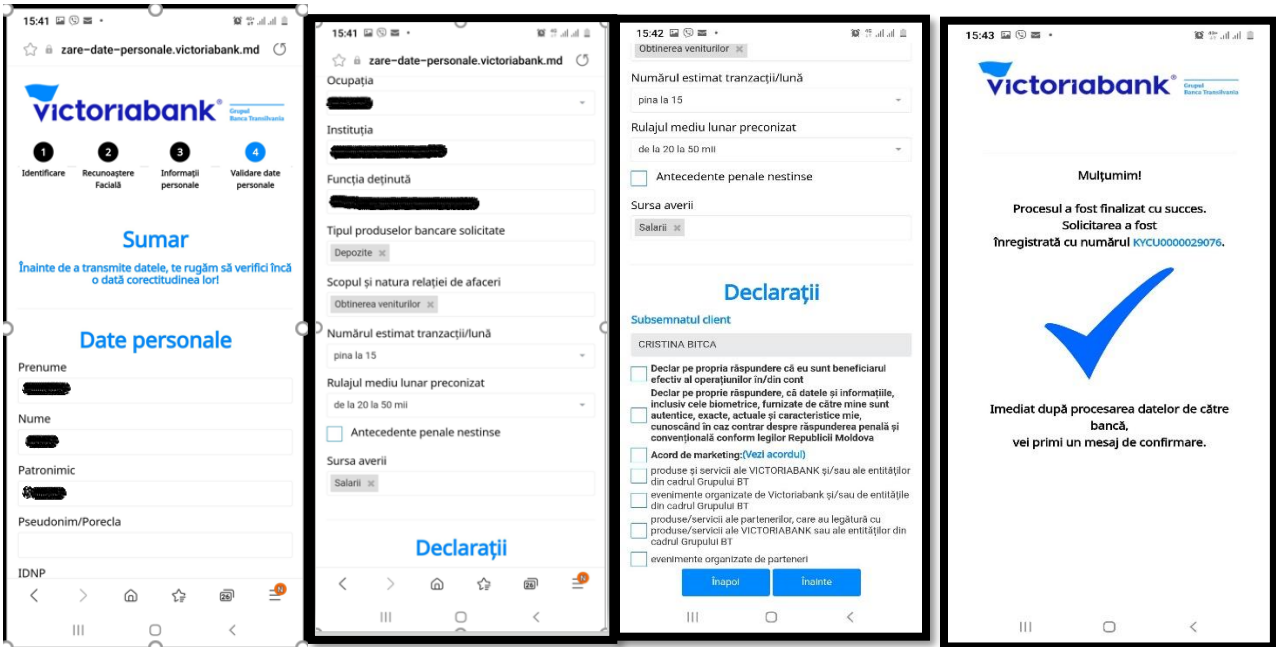 15:41
zare-date-personale.victoriabank.md
victoriabank®
Grupul
Banca Transilvania
1
2
3
4
Identificare
Recunoaștere
Facială
Informații
personale
Validare date
personale
Sumar
Înainte de a transmite datele, te rugăm să verifici încă
o dată corectitudinea lor!
Date personale
Prenume
Nume
Patronimic
Pseudonim/Porecla
IDNP
26
N
15:41
zare-date-personale.victoriabank.md
Ocupația
Instituția
Funcția deținută
Tipul produselor bancare solicitate
Depozite
Scopul și natura relației de afaceri
Obtinerea veniturilor
Numărul estimat tranzacții/lună
pina la 15
Rulajul mediu lunar preconizat
de la 20 la 50 mii
Antecedente penale nestinse
Sursa averii
Salarii
Declarații
26
N
15:42
Obtinerea veniturilor
Numărul estimat tranzacții/lună
pina la 15
Rulajul mediu lunar preconizat
de la 20 la 50 mii
Antecedente penale nestinse
Sursa averii
Salarii
Declarații
Subsemnatul client
CRISTINA BITCA
Declar pe propria răspundere că eu sunt beneficiarul
efectiv al operațiunilor în/din cont
Declar pe proprie răspundere, că datele și informațiile,
inclusiv cele biometrice, furnizate de către mine sunt
autentice, exacte, actuale și caracteristice mie,
cunoscând în caz contrar despre răspunderea penală și
convențională conform legilor Republicii Moldova
Acord de marketing:(Vezi acordul)
produse și servicii ale VICTORIABANK și/sau ale entităților
din cadrul Grupului BT
evenimente organizate de Victoriabank și/sau de entitățile
din cadrul Grupului BT
produse/servicii ale partenerilor, care au legătură cu
produse/servicii ale VICTORIABANK sau ale entităților din
cadrul Grupului BT
evenimente organizate de parteneri
Înapoi
Înainte
15:43
victoriabank®
Grupul
Banca Transilvania
Mulțumim!
Procesul a fost finalizat cu succes.
Solicitarea a fost
înregistrată cu numărul KYCU0000029076.
Imediat după procesarea datelor de către
bancă,
vei primi un mesaj de confirmare.